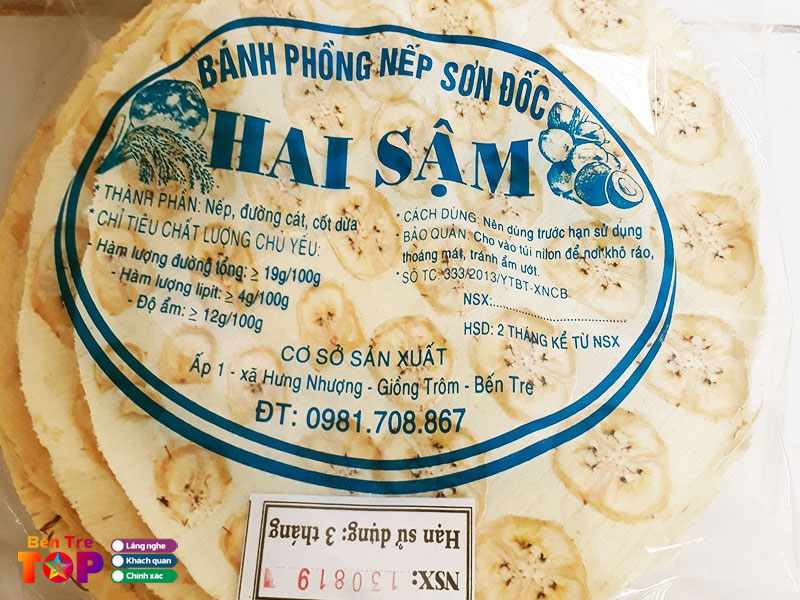 BÁNH PHỒNG NẾP SƠN ĐỐC
HAI SẬM
* THÀNH PHẦN: Nếp, đường cát, cốt dừa
* CHỈ TIÊU CHẤT LƯỢNG CHỦ YẾU:
- Hàm lượng đường tổng: ≥ 19g/100g
- Hàm lượng lipit: ≥ 4g/100g
- Độ ẩm: ≥ 12g/100g
* CÁCH DÙNG: Nên dùng trước hạn sử dụng
* BẢO QUẢN: Cho vào túi nilon để nơi khô ráo,
thoáng mát, tránh ẩm ướt.
* SỐ TC: 333/2013/YTBT-XNCB
NSX:
HSD: 2 THÁNG KỂ TỪ NSX
CƠ SỞ SẢN XUẤT
Ấp 1 - xã Hưng Nhượng - Giồng Trôm - Bến Tre
ĐT: 0981.708.867
NSX: 130819
Hạn sử dụng: 3 tháng
Ben Tre
TOP
Lắng nghe
Khách quan
Chính xác